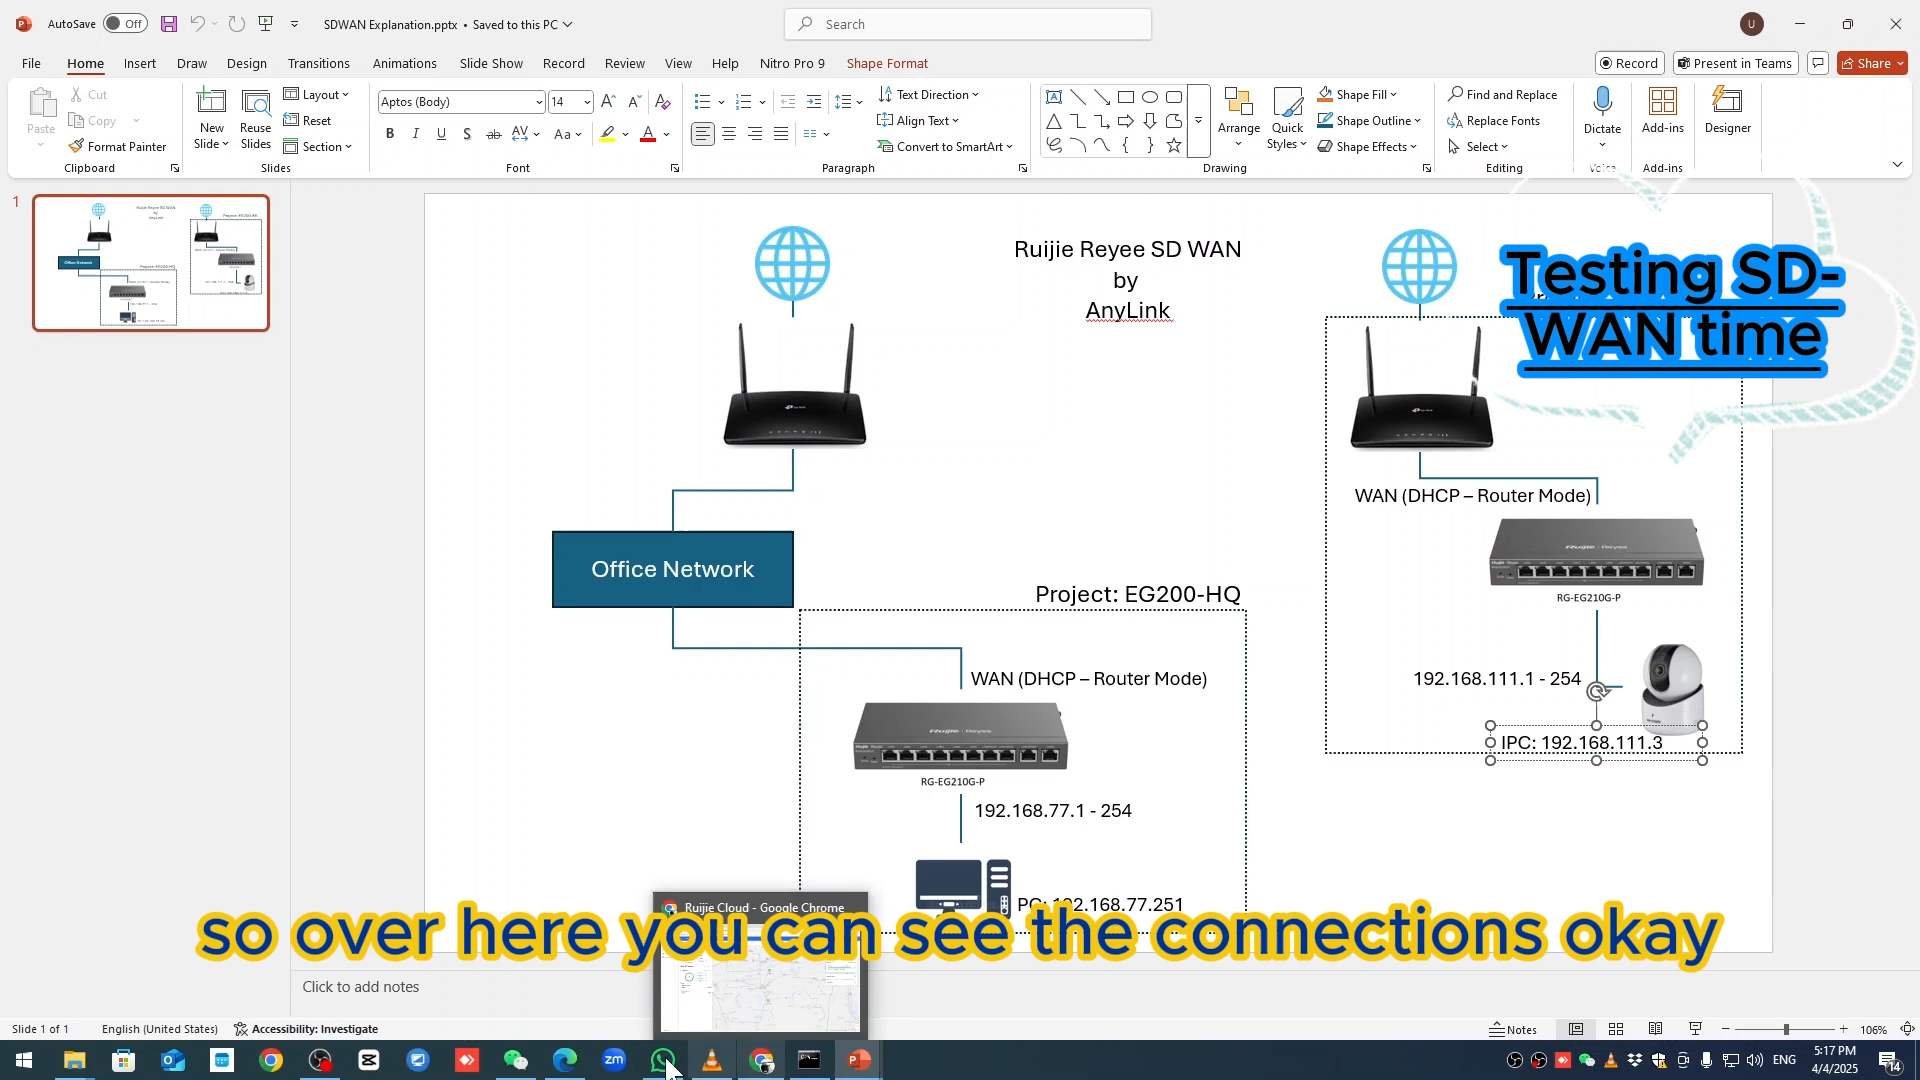 AutoSave Off SDWAN Explanation.pptx • Saved to this PC Search U
File Home Insert Draw Design Transitions Animations Slide Show Record Review View Help Nitro Pro 9 Shape Format Record Present in Teams Share
Paste Cut Copy Format Painter Clipboard
New Slide Reuse Slides Layout Reset Section Slides
Aptos (Body) 14 Font
Text Direction Align Text Convert to SmartArt Paragraph
Arrange Quick Styles Shape Fill Shape Outline Shape Effects Drawing
Find and Replace Replace Fonts Select Editing
Dictate Voice Add-ins Add-ins Designer
1
Ruijie Reyee SD WAN
by
AnyLink
Testing SD-
WAN time
WAN (DHCP – Router Mode)
Office Network
RG-EG210G-P
Project: EG200-HQ
WAN (DHCP – Router Mode)
192.168.111.1 - 254
IPC: 192.168.111.3
RG-EG210G-P
192.168.77.1 - 254
PC: 192.168.77.251
Ruijie Cloud - Google Chrome
so over here you can see the connections okay
Click to add notes
Slide 1 of 1 English (United States) Accessibility: Investigate Notes 106%
ENG 5:17 PM
4/4/2025 14